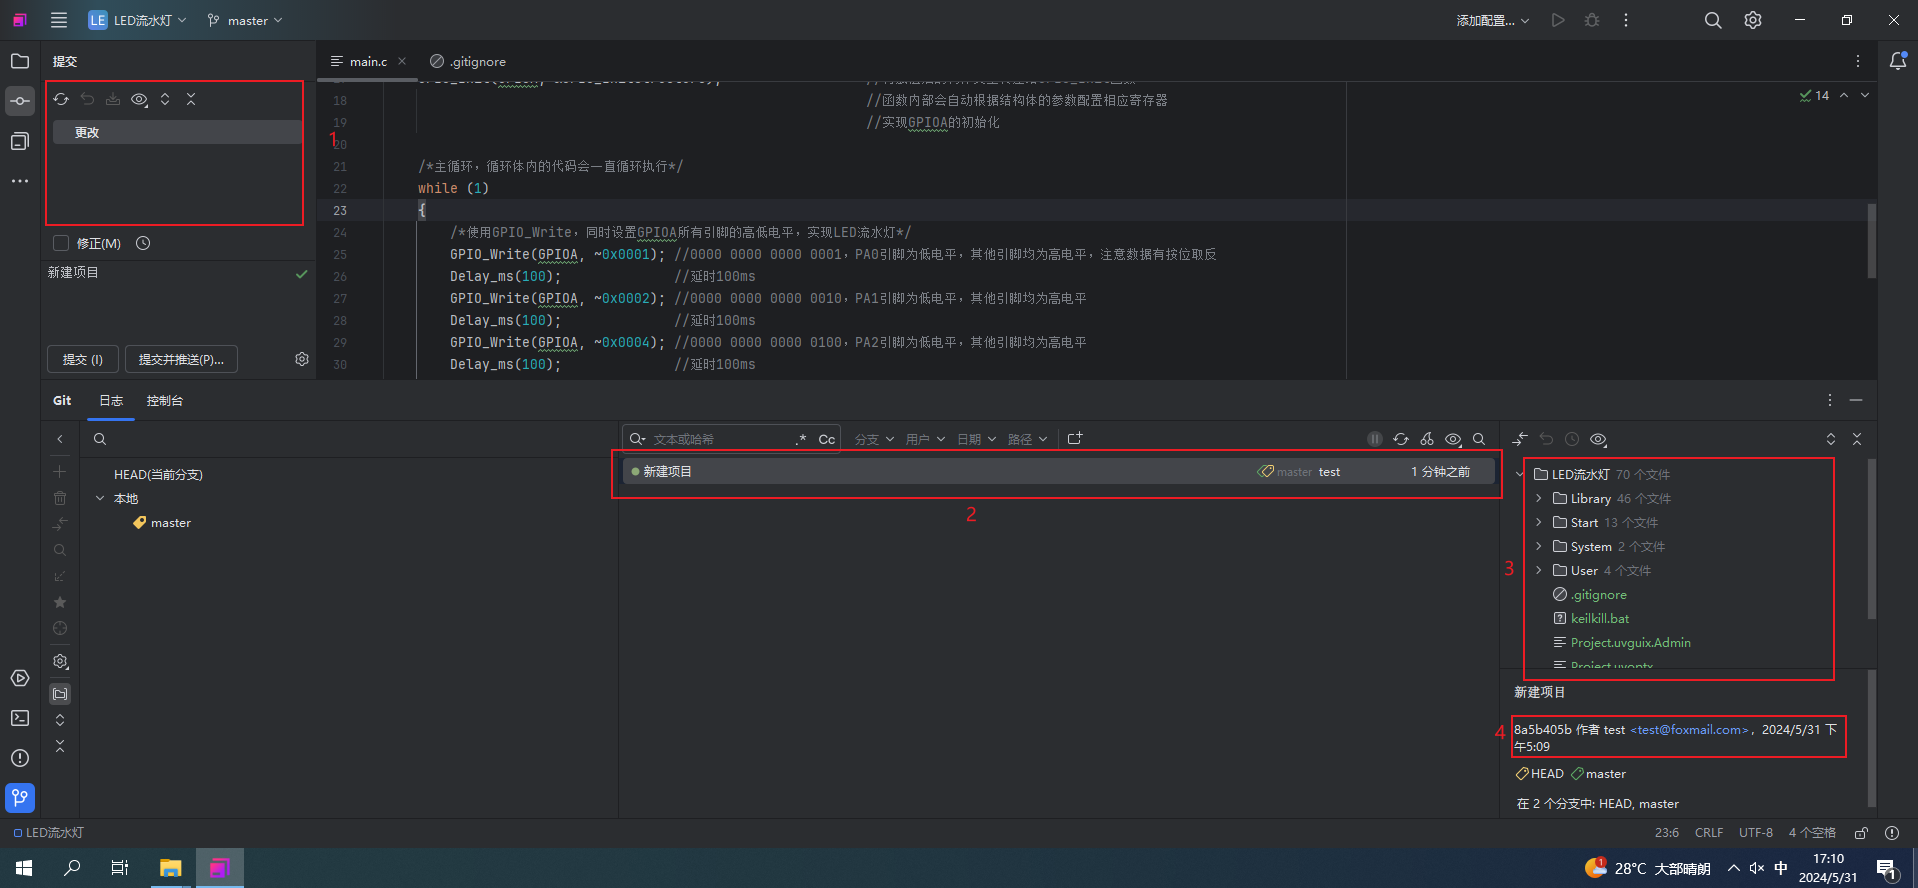 LE LED流水灯 master 添加配置...
提交
main.c .gitignore
更改
1
18 //函数内部会自动根据结构体的参数配置相应寄存器
19 //实现GPIOA的初始化
20
21 /*主循环，循环体内的代码会一直循环执行*/
22 while (1)
23 {
24 /*使用GPIO_Write，同时设置GPIOA所有引脚的高低电平，实现LED流水灯*/
25 GPIO_Write(GPIOA, ~0x0001); //0000 0000 0000 0001，PA0引脚为低电平，其他引脚均为高电平，注意数据有按位取反
26 Delay_ms(100); //延时100ms
27 GPIO_Write(GPIOA, ~0x0002); //0000 0000 0000 0010，PA1引脚为低电平，其他引脚均为高电平
28 Delay_ms(100); //延时100ms
29 GPIO_Write(GPIOA, ~0x0004); //0000 0000 0000 0100，PA2引脚为低电平，其他引脚均为高电平
30 Delay_ms(100); //延时100ms
14
修正(M)
新建项目
提交 (I) 提交并推送(P)...
Git 日志 控制台
文本或哈希 .* Cc 分支 用户 日期 路径
HEAD(当前分支)
本地
master
新建项目 master test 1 分钟之前
2
LED流水灯 70 个文件
Library 46 个文件
Start 13 个文件
System 2 个文件
User 4 个文件
.gitignore
keilkill.bat
Project.uvguix.Admin
Project.uvoptx
3
新建项目
4
8a5b405b 作者 test <test@foxmail.com>，2024/5/31 下
午5:09
HEAD master
在 2 个分支中: HEAD, master
LED流水灯 23:6 CRLF UTF-8 4 个空格
1 28°C 大部晴朗 中 17:10
2024/5/31
1